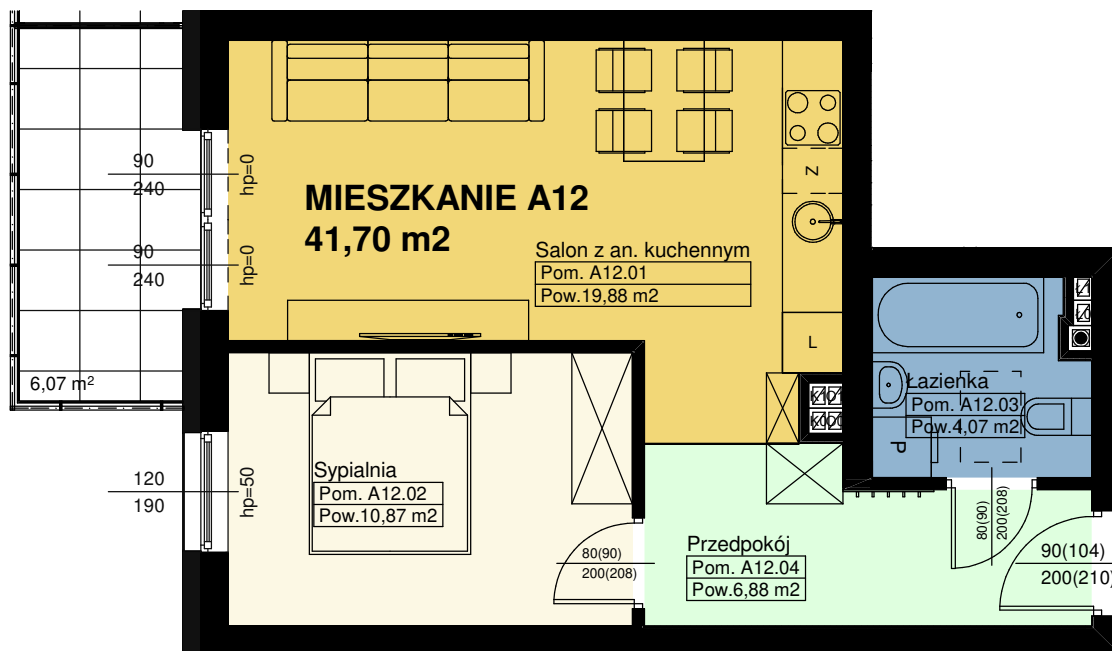 90
240
hp=0
90
240
hp=0
MIESZKANIE A12
41,70 m2
Salon z an. kuchennym
Pom. A12.01
Pow.19,88 m2
Z
L
6,07 m²
Łazienka
Pom. A12.03
Pow.4,07 m2
P
120
190
hp=50
Sypialnia
Pom. A12.02
Pow.10,87 m2
80(90)
200(208)
Przedpokój
Pom. A12.04
Pow.6,88 m2
80(90)
200(208)
90(104)
200(210)